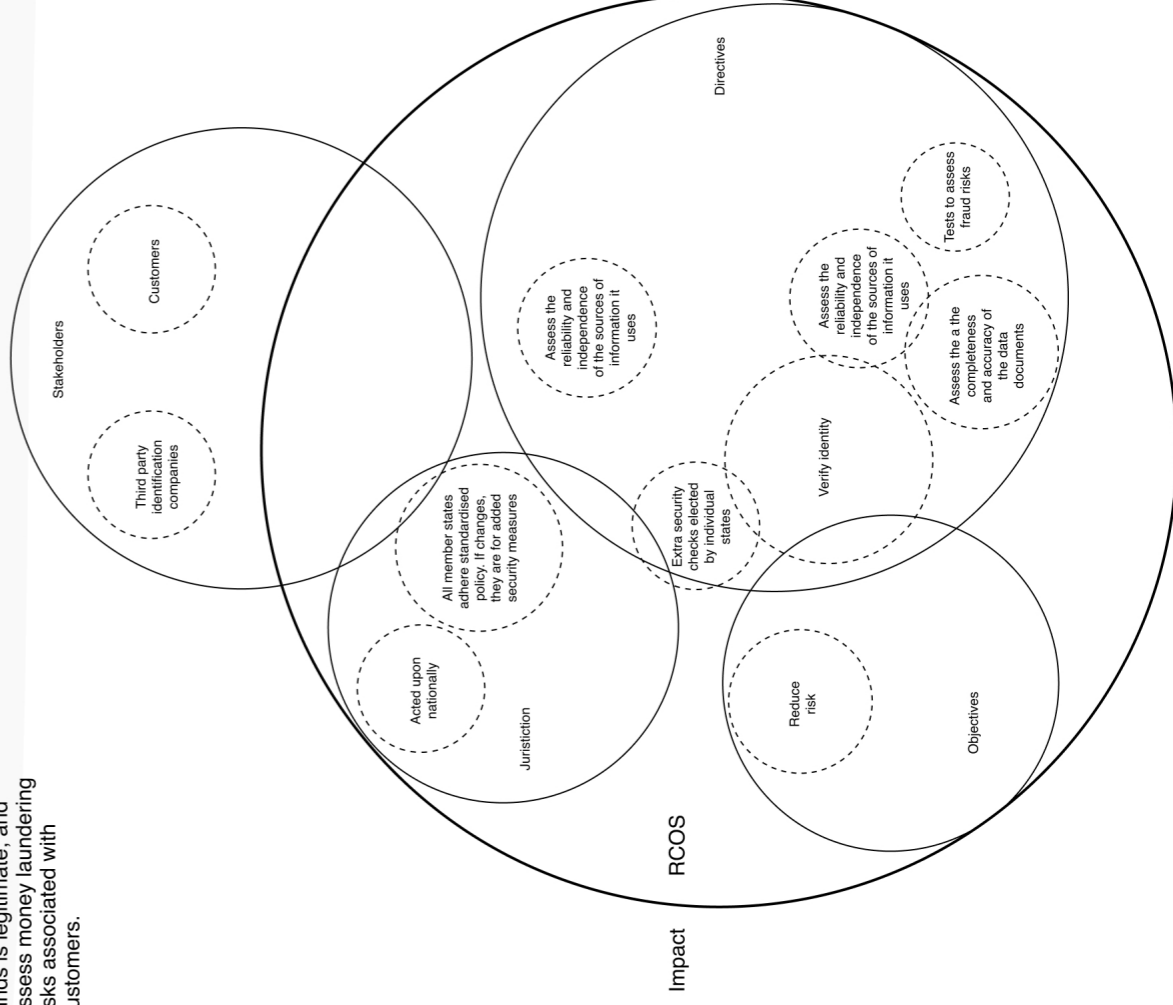 nds is legitimate, and
ssess money laundering
sks associated with
ustomers.
Stakeholders
Third party
identification
companies
Customers
Acted upon
nationally
All member states
adhere standardised
policy. If changes,
they are for added
security measures
Juristiction
Assess the
reliability and
independence
of the sources of
information it
uses
Impact
RCOS
Extra security
checks elected
by individual
states
Directives
Reduce
risk
Verify identity
Assess the
reliability and
independence
of the sources of
information it
uses
Objectives
Assess the a the
completeness
and accuracy of
the data
documents
Tests to assess
fraud risks